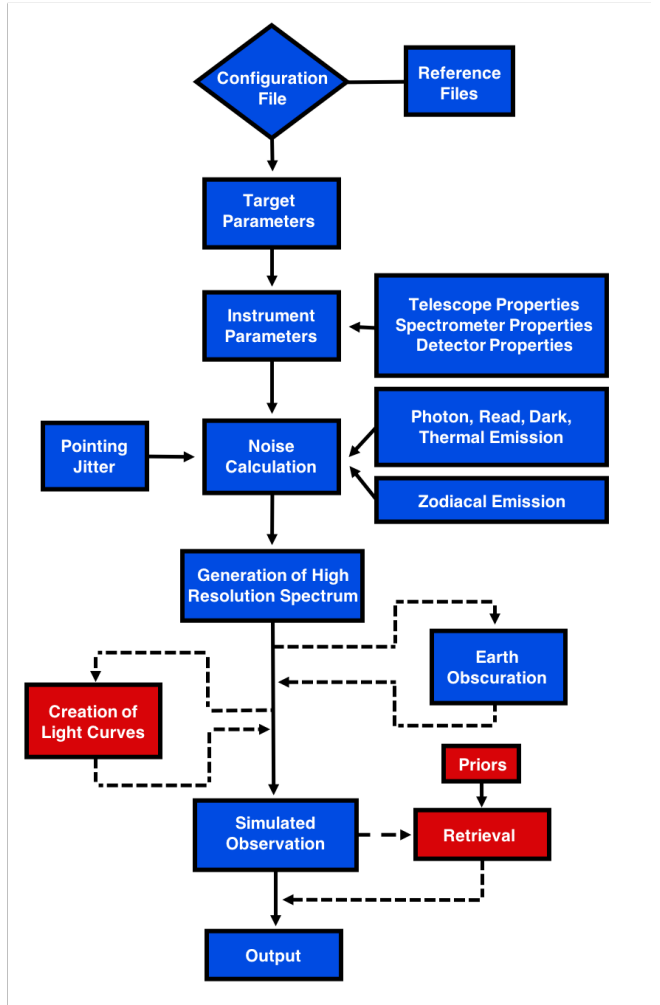 Configuration
File
Reference
Files
Target
Parameters
Instrument
Parameters
Telescope Properties
Spectrometer Properties
Detector Properties
Pointing
Jitter
Noise
Calculation
Photon, Read, Dark,
Thermal Emission
Zodiacal Emission
Generation of High
Resolution Spectrum
Earth
Obscuration
Creation of
Light Curves
Priors
Simulated
Observation
Retrieval
Output